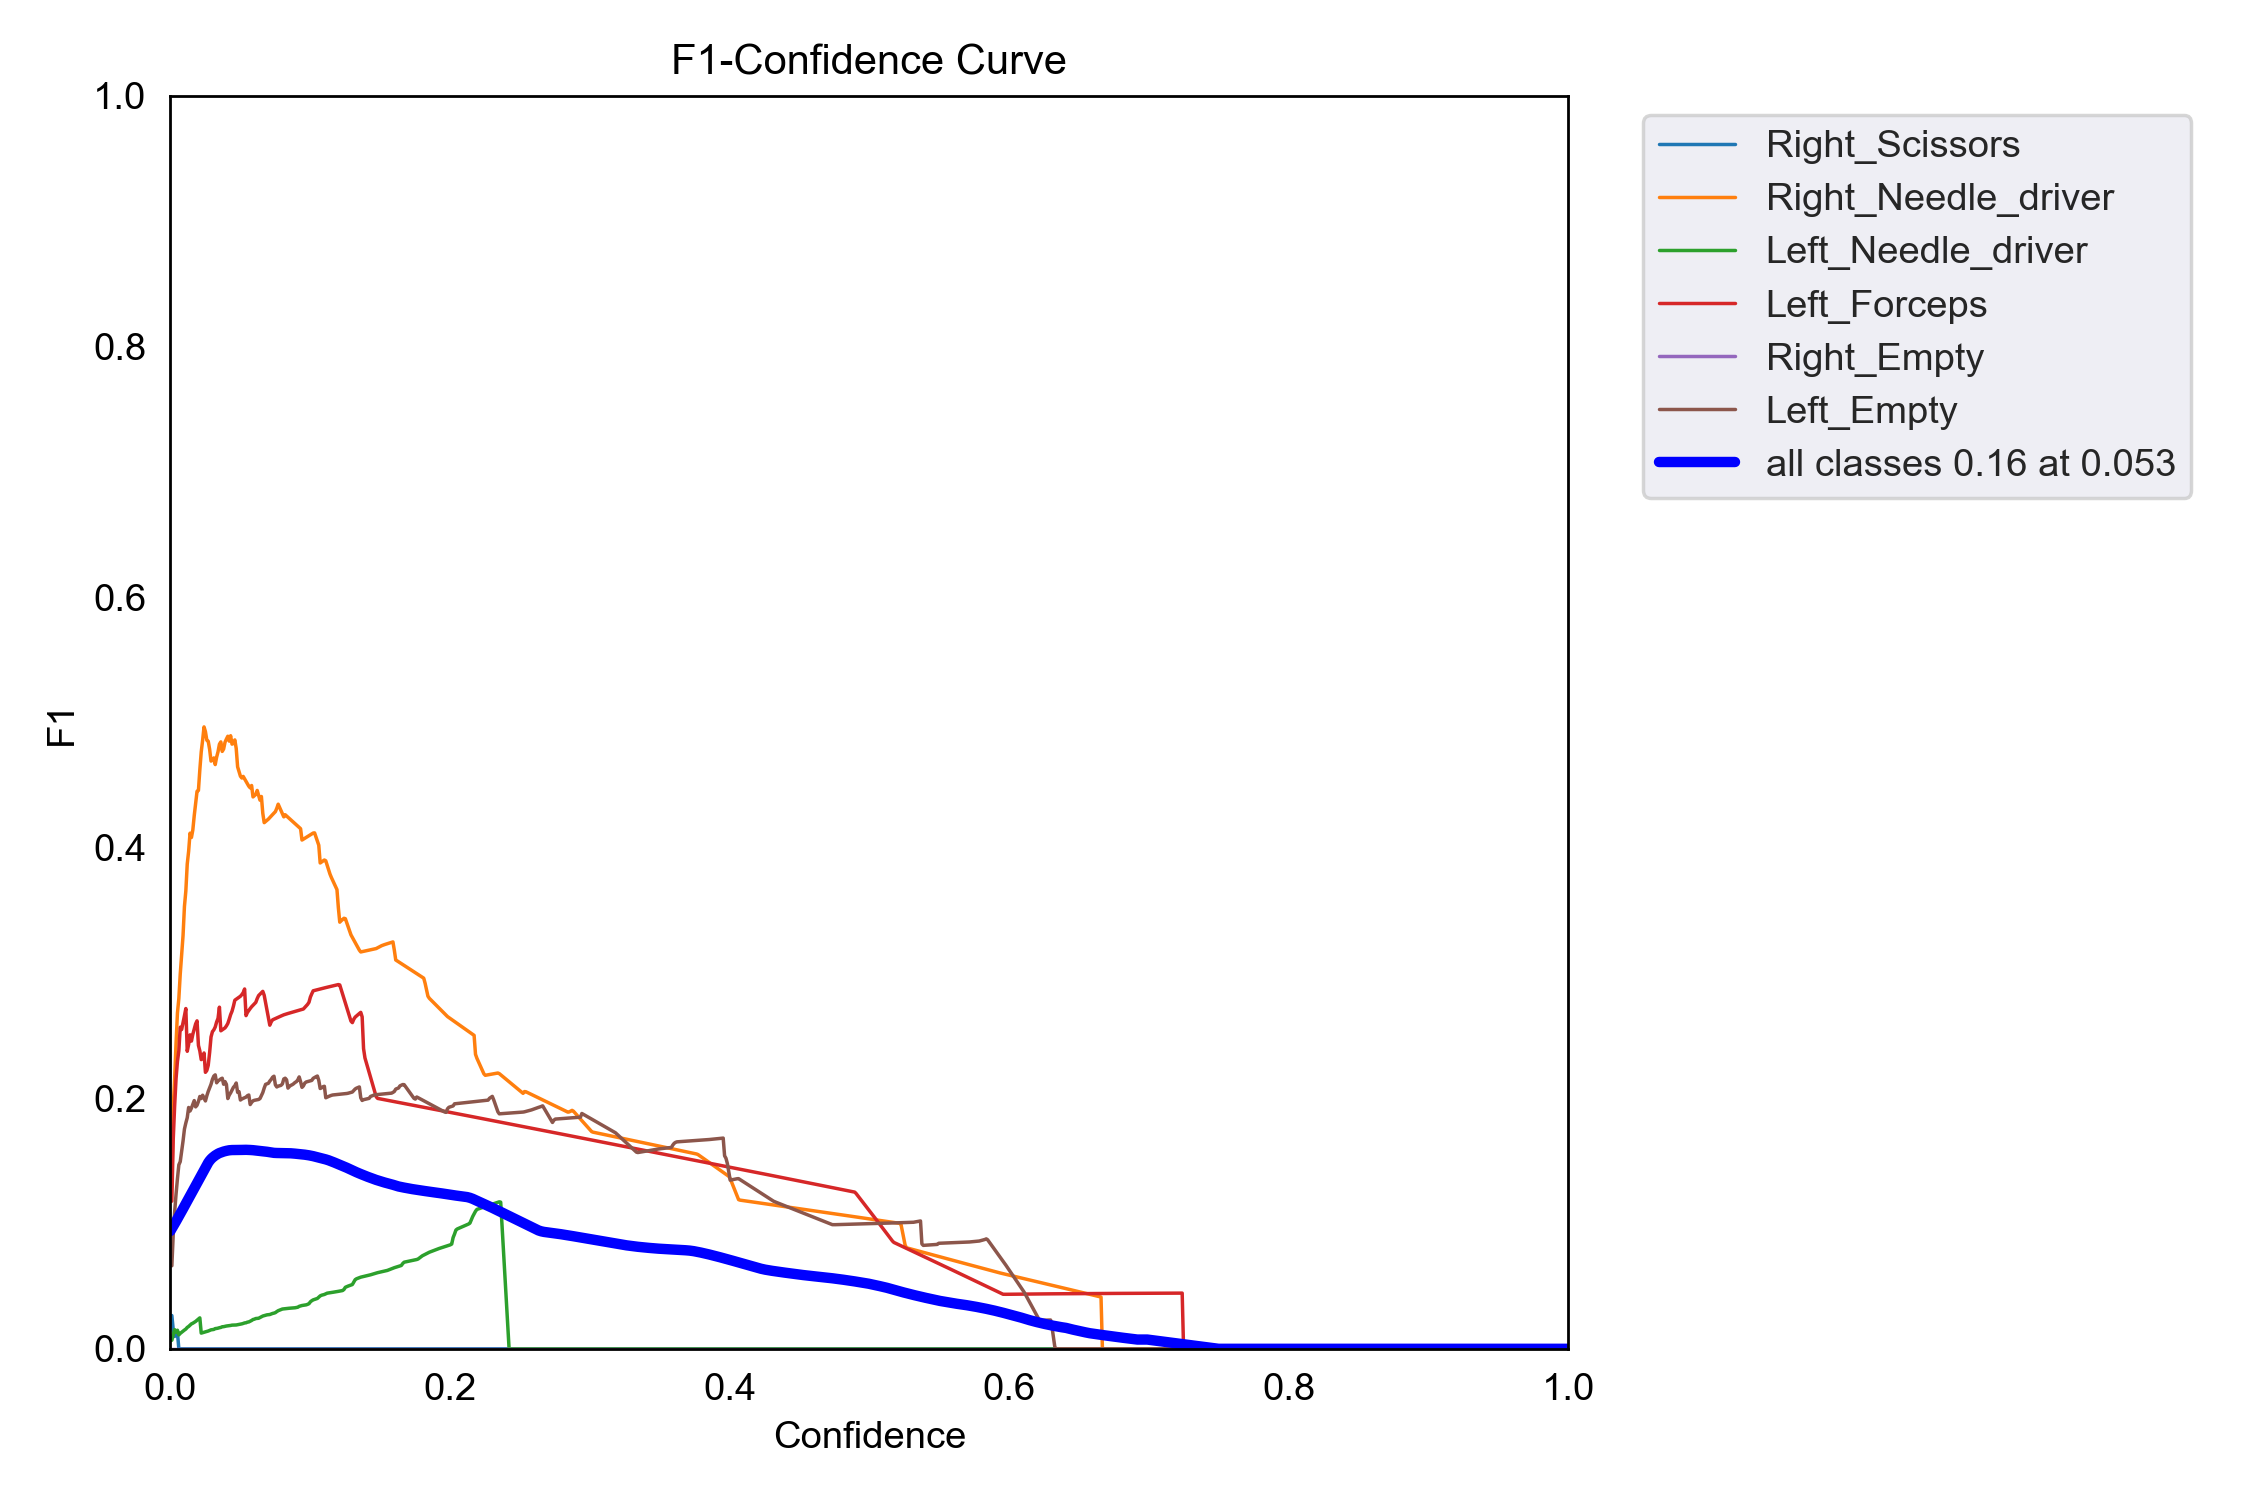 F1-Confidence Curve
1.0
0.8
0.6
0.4
0.2
0.0
F1
0.0 0.2 0.4 0.6 0.8 1.0
Confidence
Right_Scissors
Right_Needle_driver
Left_Needle_driver
Left_Forceps
Right_Empty
Left_Empty
all classes 0.16 at 0.053